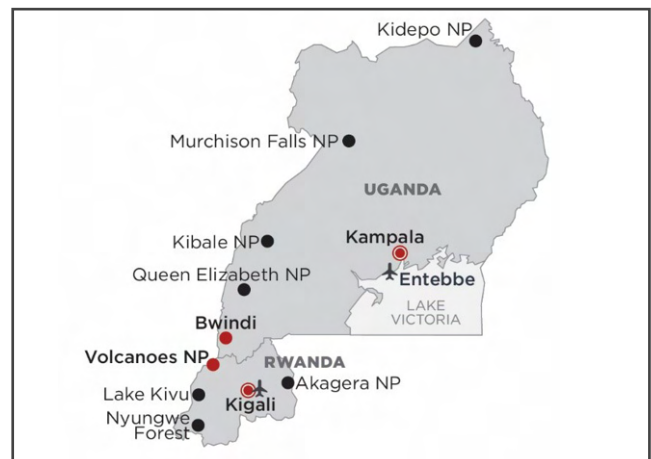 Kidepo NP
Murchison Falls NP
UGANDA
Kampala
Kibale NP
Entebbe
Queen Elizabeth NP
LAKE
VICTORIA
Bwindi
Volcanoes NP
RWANDA
Akagera NP
Lake Kivu
Kigali
Nyungwe
Forest